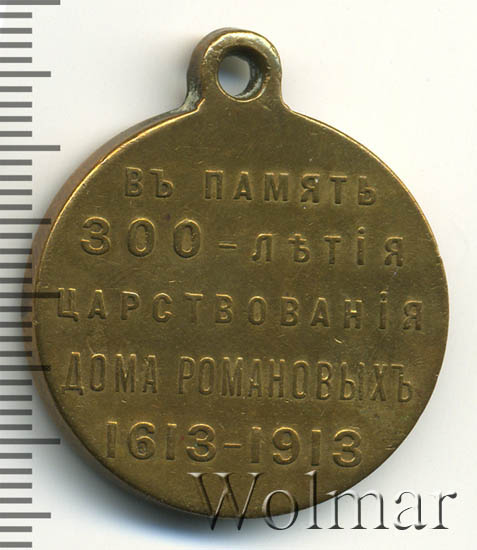 ВЪ ПАМЯТЬ
300-ЛѢТІЯ
ЦАРСТВОВАНІЯ
ДОМА РОМАНОВЫХЪ
1613-1913
Wolmar